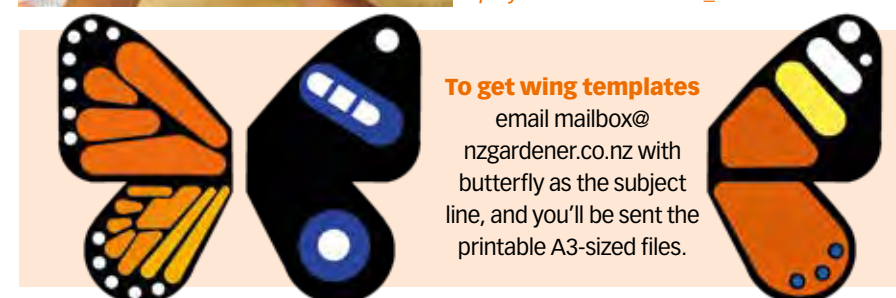 To get wing templates
email mailbox@
nzgardener.co.nz with
butterfly as the subject
line, and you'll be sent the
printable A3-sized files.